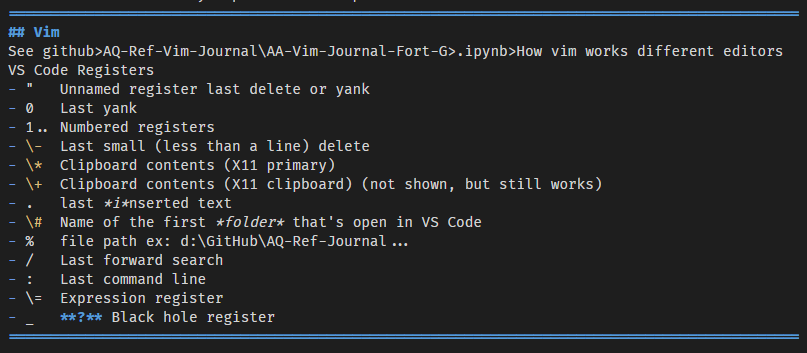 ## Vim
See github>AQ-Ref-Vim-Journal\AA-Vim-Journal-Fort-G>.ipynb>How vim works different editors
VS Code Registers
- " Unnamed register last delete or yank
- 0 Last yank
- 1.. Numbered registers
- \- Last small (less than a line) delete
- \* Clipboard contents (X11 primary)
- \+ Clipboard contents (X11 clipboard) (not shown, but still works)
- . last *i*nserted text
- \# Name of the first *folder* that's open in VS Code
- % file path ex: d:\GitHub\AQ-Ref-Journal...
- / Last forward search
- : Last command line
- \= Expression register
- _ **?** Black hole register